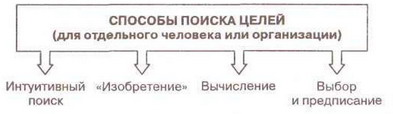 СПОСОБЫ ПОИСКА ЦЕЛЕЙ
(для отдельного человека или организации)
Интуитивный поиск
«Изобретение»
Вычисление
Выбор и предписание